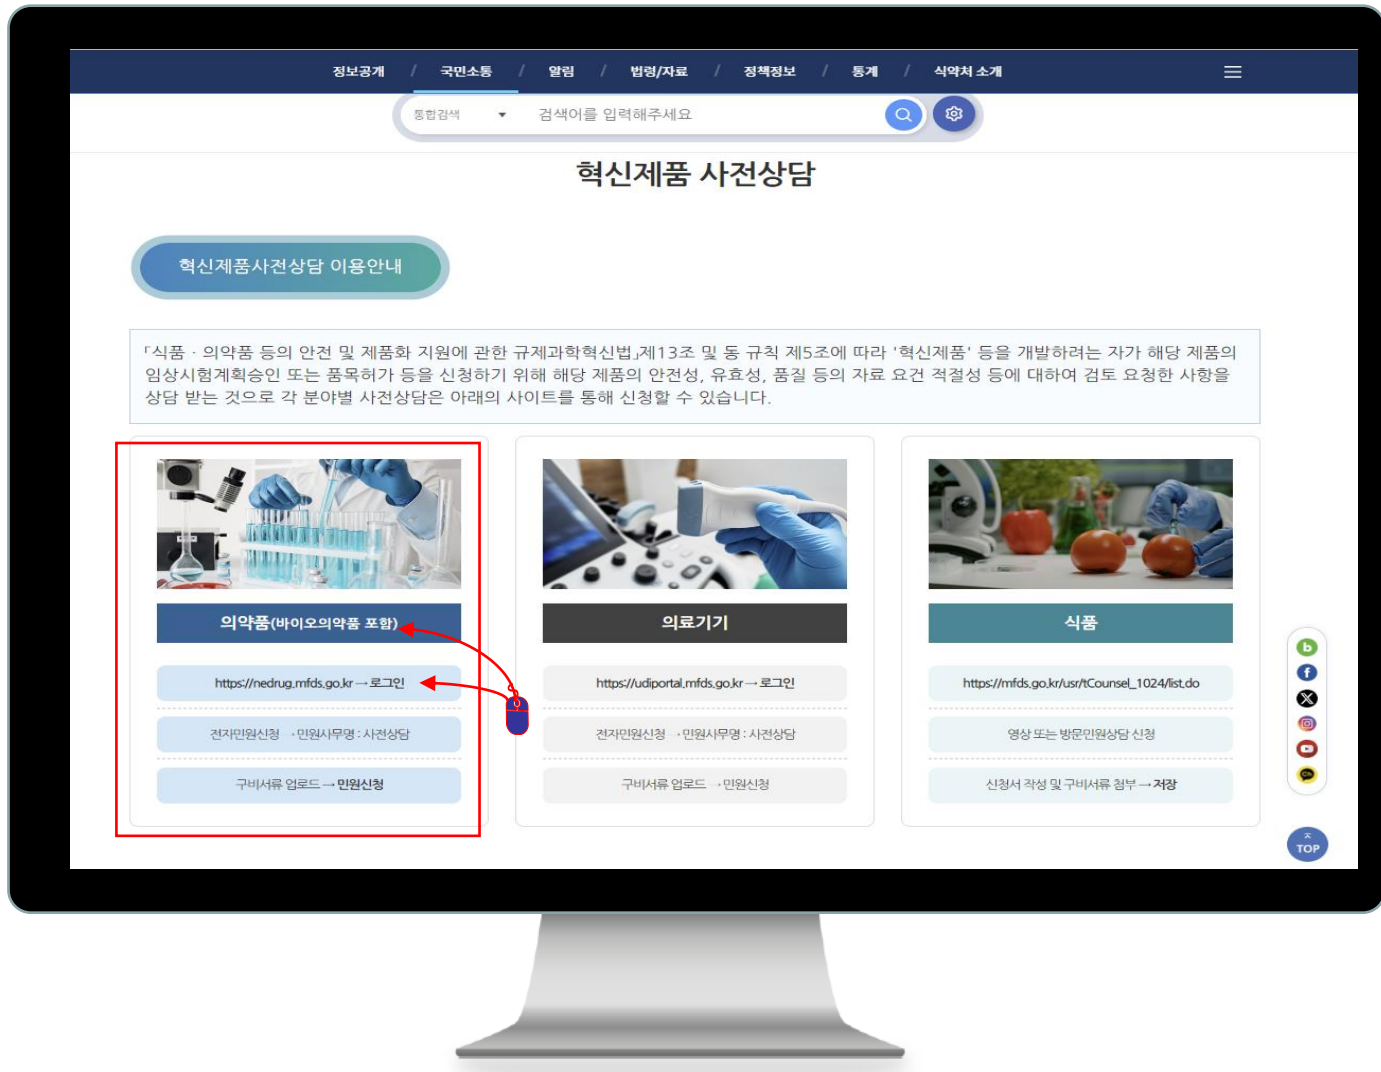 정보공개 / 국민소통 / 알림 / 법령/자료 / 정책정보 / 통계 / 식약처 소개
통합검색 검색어를 입력해주세요
혁신제품 사전상담
혁신제품사전상담 이용안내
「식품 · 의약품 등의 안전 및 제품화 지원에 관한 규제과학혁신법」제13조 및 동 규칙 제5조에 따라 '혁신제품' 등을 개발하려는 자가 해당 제품의
임상시험계획승인 또는 품목허가 등을 신청하기 위해 해당 제품의 안전성, 유효성, 품질 등의 자료 요건 적절성 등에 대하여 검토 요청한 사항을
상담 받는 것으로 각 분야별 사전상담은 아래의 사이트를 통해 신청할 수 있습니다.
의약품(바이오의약품 포함)
https://nedrug.mfds.go.kr → 로그인
전자민원신청 → 민원사무명 : 사전상담
구비서류 업로드 → 민원신청
의료기기
https://udiportal.mfds.go.kr → 로그인
전자민원신청 → 민원사무명 : 사전상담
구비서류 업로드 → 민원신청
식품
https://mfds.go.kr/usr/tCounsel_1024/list.do
영상 또는 방문민원상담 신청
신청서 작성 및 구비서류 첨부 → 저장
b
f
X
Ch
TOP